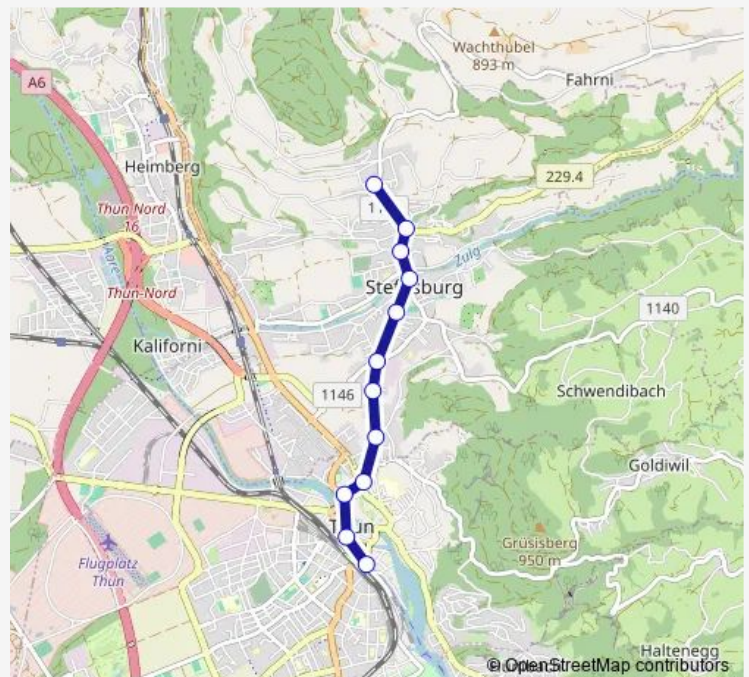 Wachthubel
893 m
Fahrni
A6
Heimberg
229.4
Thun Nord
16
Aare
Thun-Nord
Zulg
1140
Kaliforni
1146
Schwendibach
Goldiwil
Thun
Grüsisberg
950 m
Flugplatz
Thun
Haltenegg
© OpenStreetMap contributors